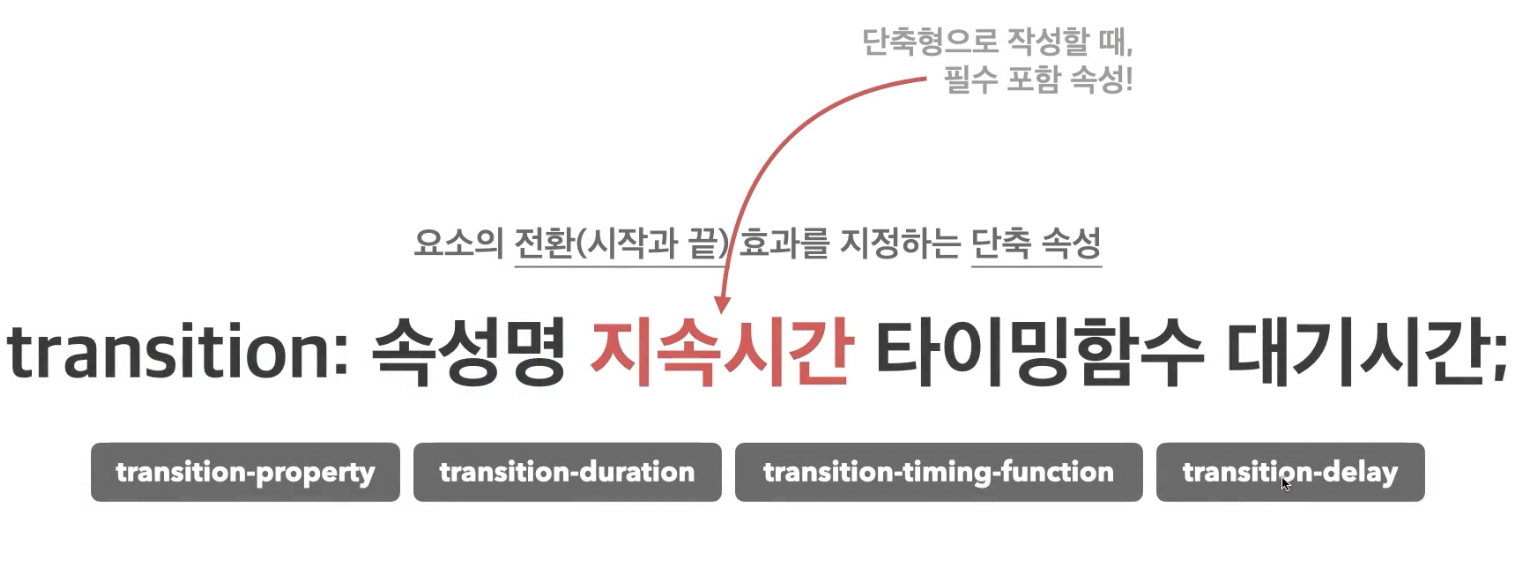 단축형으로 작성할 때,
필수 포함 속성!
요소의 전환(시작과 끝) 효과를 지정하는 단축 속성
transition: 속성명 지속시간 타이밍함수 대기시간;
transition-property transition-duration transition-timing-function transition-delay